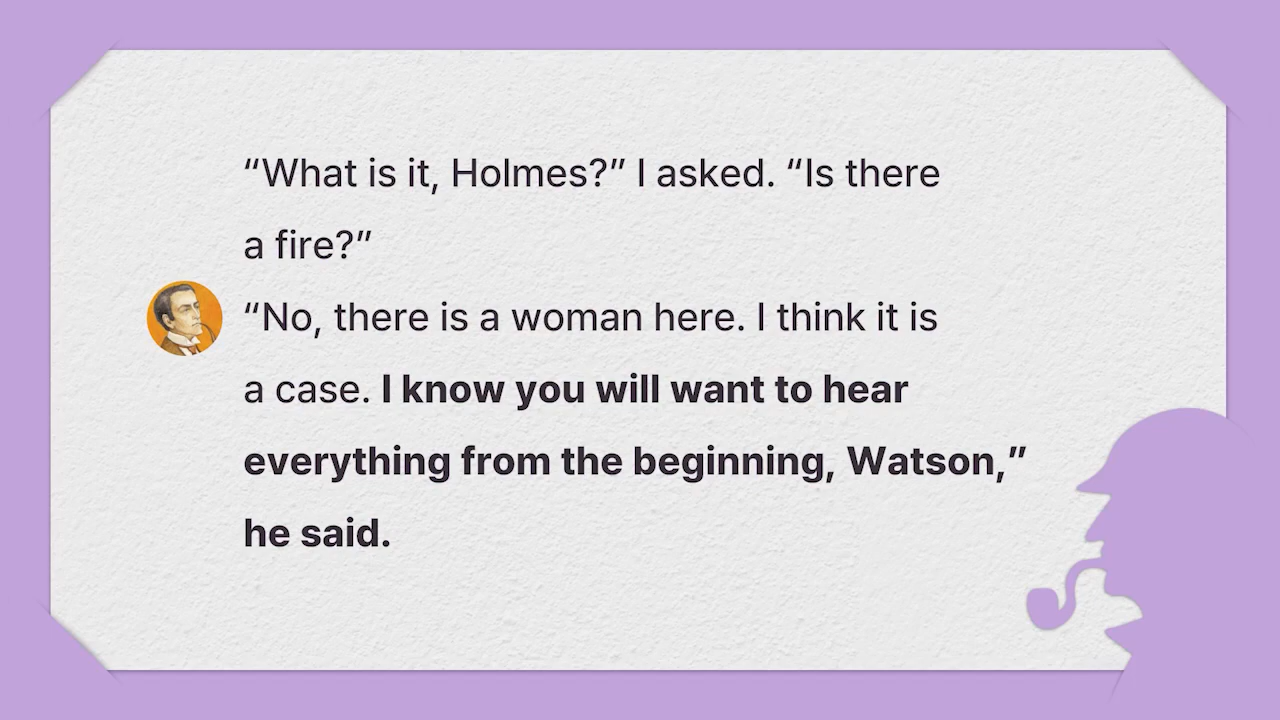 “What is it, Holmes?” I asked. “Is there
a fire?”
“No, there is a woman here. I think it is
a case. I know you will want to hear
everything from the beginning, Watson,”
he said.